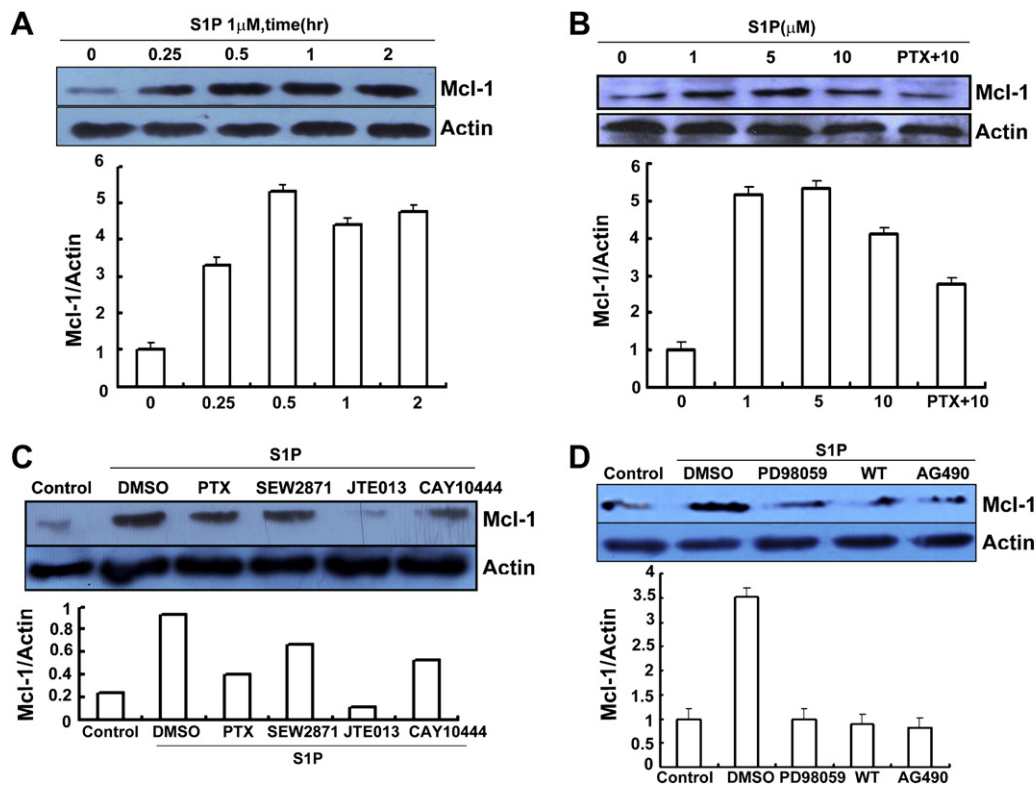 A
S1P 1μM,time(hr)
0 0.25 0.5 1 2
Mcl-1
Actin
Mcl-1/Actin
6
5
4
3
2
1
0
0 0.25 0.5 1 2
B
S1P(μM)
0 1 5 10 PTX+10
Mcl-1
Actin
Mcl-1/Actin
6
5
4
3
2
1
0
0 1 5 10 PTX+10
C
S1P
Control DMSO PTX SEW2871 JTE013 CAY10444
Mcl-1
Actin
Mcl-1/Actin
1
0.8
0.6
0.4
0.2
0
Control DMSO PTX SEW2871 JTE013 CAY10444
S1P
D
S1P
Control DMSO PD98059 WT AG490
Mcl-1
Actin
Mcl-1/Actin
4
3.5
3
2.5
2
1.5
1
0.5
0
Control DMSO PD98059 WT AG490